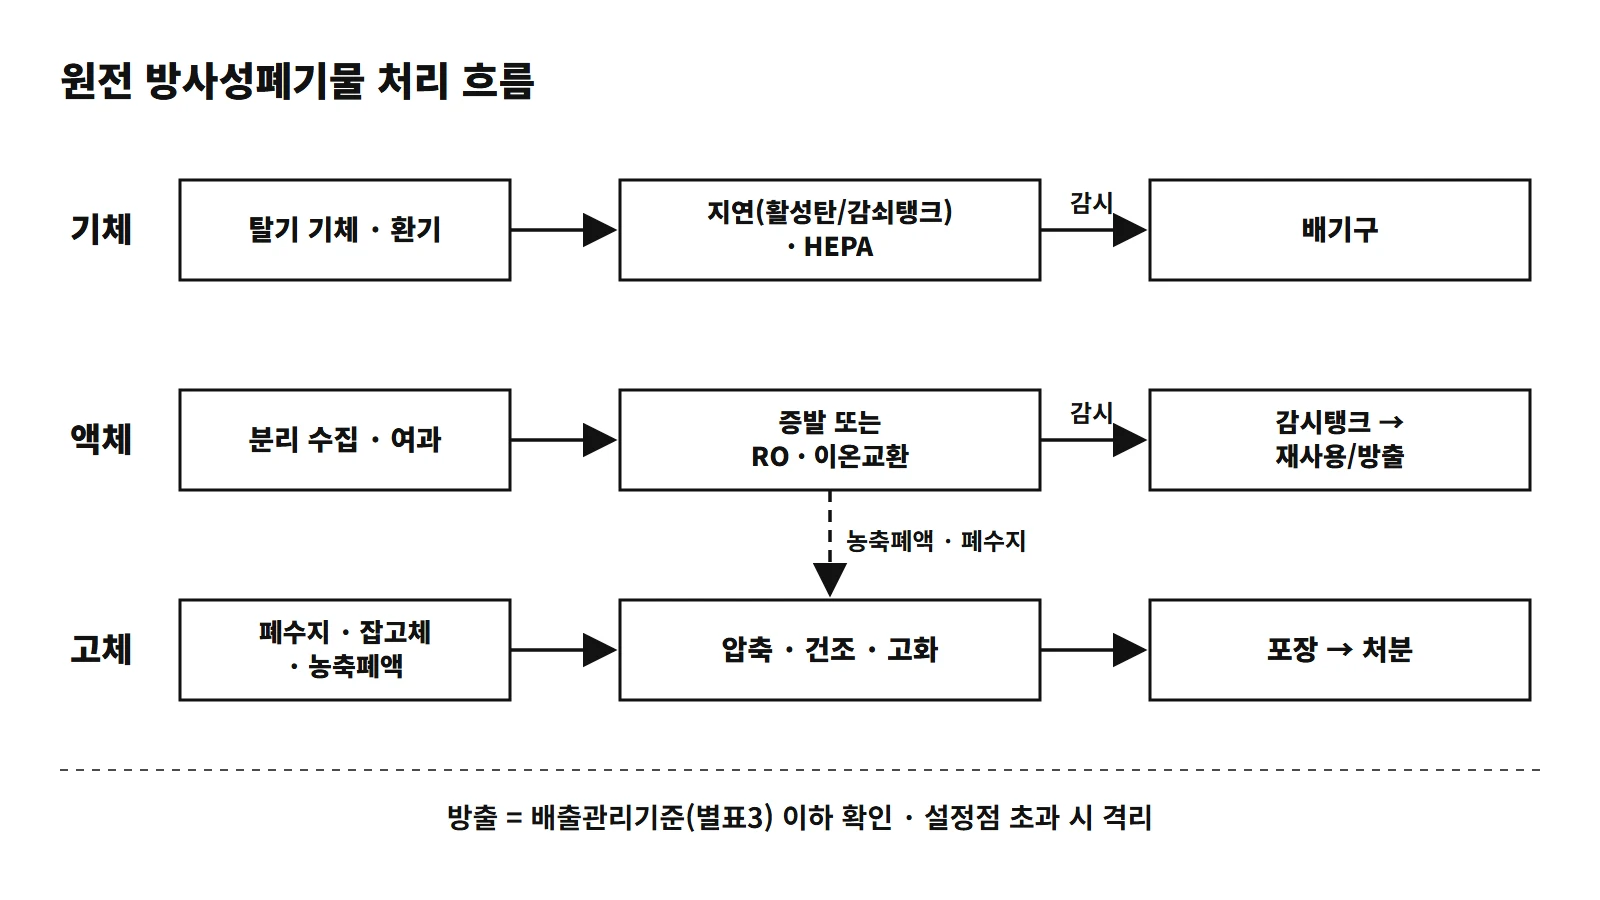 원전 방사성폐기물 처리 흐름
기체
탈기 기체 · 환기
지연(활성탄/감쇠탱크)
· HEPA
감시
배기구
액체
분리 수집 · 여과
증발 또는
RO · 이온교환
감시
감시탱크 →
재사용/방출
농축폐액 · 폐수지
고체
폐수지 · 잡고체
· 농축폐액
압축 · 건조 · 고화
포장 → 처분
방출 = 배출관리기준(별표3) 이하 확인 · 설정점 초과 시 격리